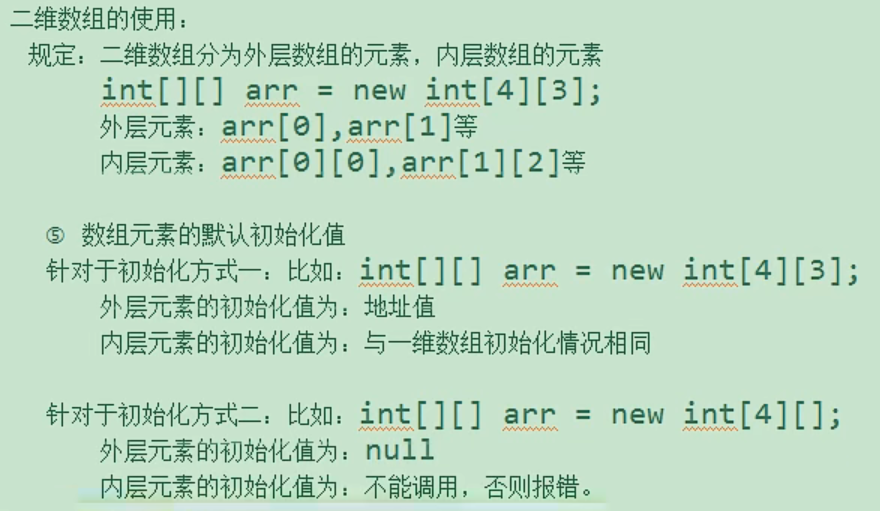 二维数组的使用：
规定：二维数组分为外层数组的元素，内层数组的元素
int[][] arr = new int[4][3];
外层元素：arr[0],arr[1]等
内层元素：arr[0][0],arr[1][2]等
⑤ 数组元素的默认初始化值
针对于初始化方式一：比如：int[][] arr = new int[4][3];
外层元素的初始化值为：地址值
内层元素的初始化值为：与一维数组初始化情况相同
针对于初始化方式二：比如：int[][] arr = new int[4][];
外层元素的初始化值为：null
内层元素的初始化值为：不能调用，否则报错。